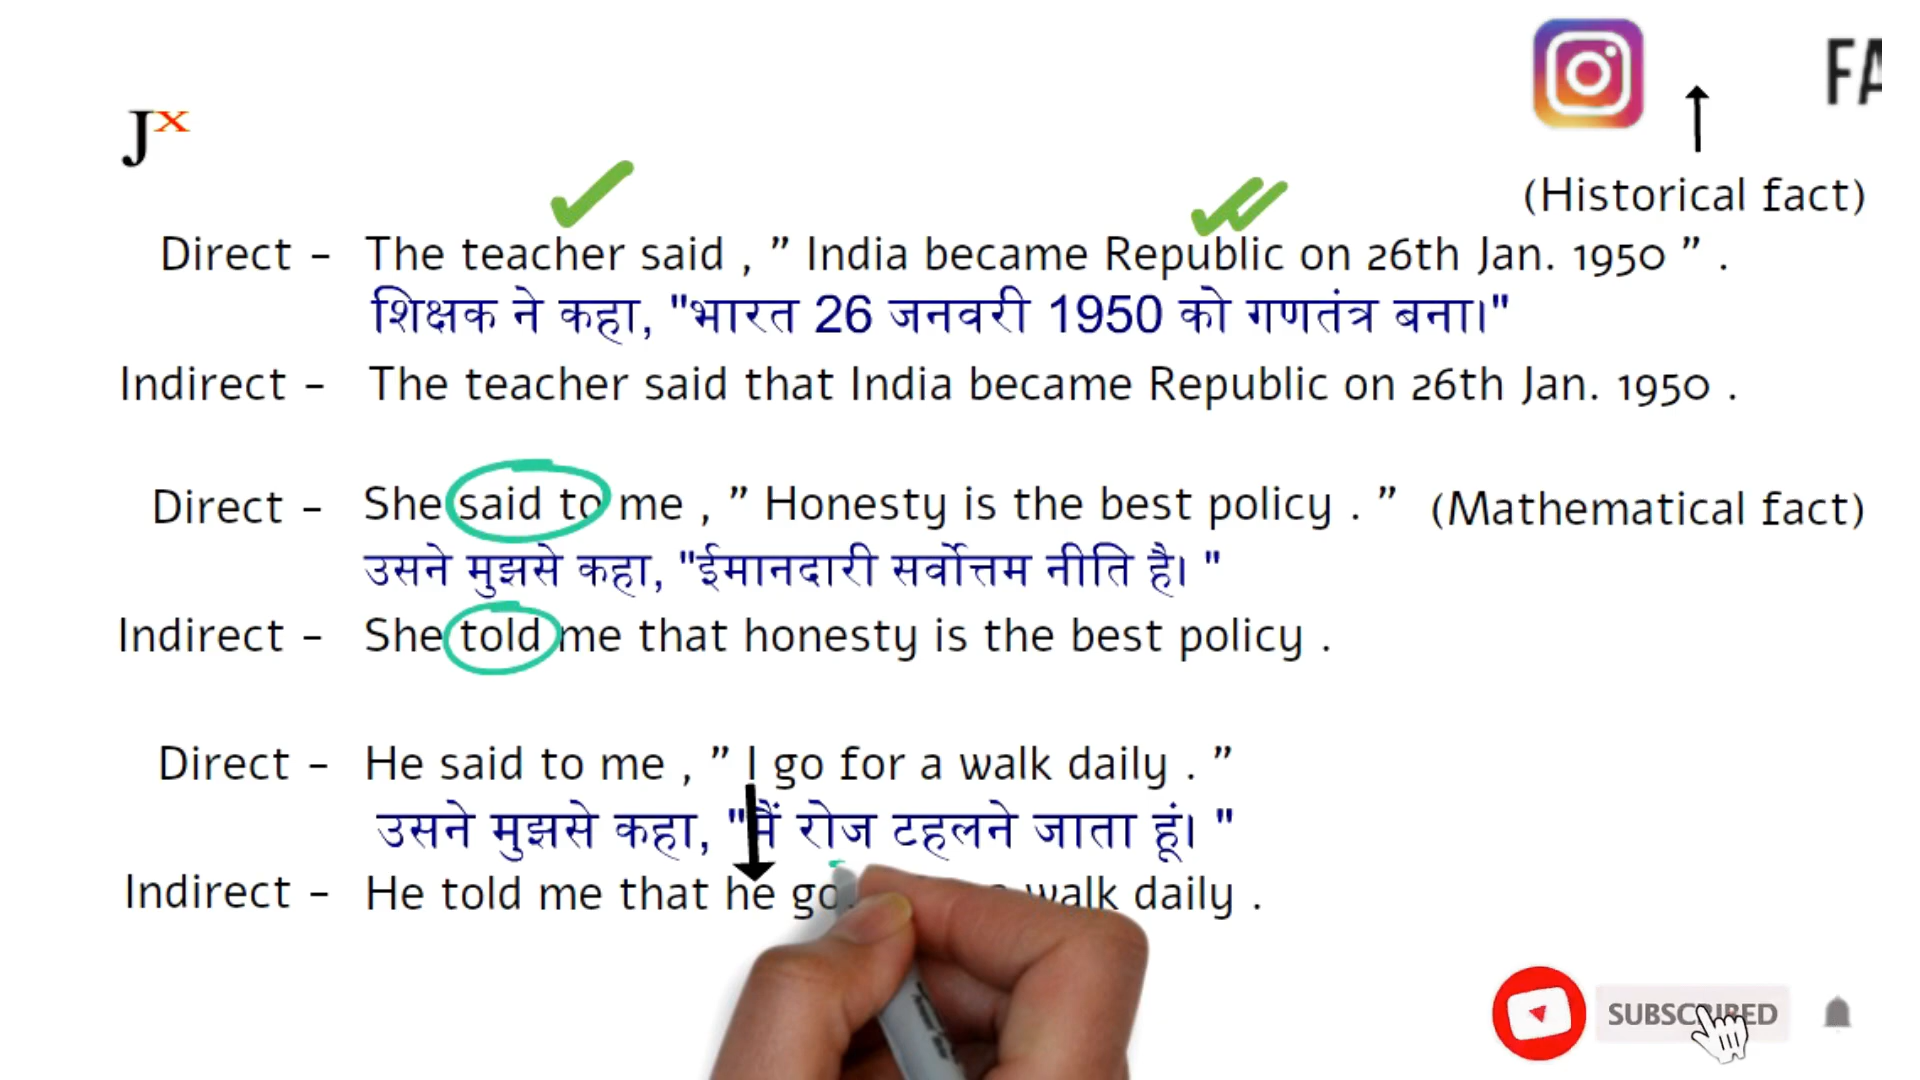 FA
Jx
(Historical fact)
Direct – The teacher said , ” India became Republic on 26th Jan. 1950 ” .
शिक्षक ने कहा, "भारत 26 जनवरी 1950 को गणतंत्र बना।"
Indirect – The teacher said that India became Republic on 26th Jan. 1950 .
Direct – She said to me , ” Honesty is the best policy . ” (Mathematical fact)
उसने मुझसे कहा, "ईमानदारी सर्वोत्तम नीति है। "
Indirect – She told me that honesty is the best policy .
Direct – He said to me , ” I go for a walk daily . ”
उसने मुझसे कहा, "मैं रोज टहलने जाता हूं। "
Indirect – He told me that he walk daily .
SUBSCRIBED